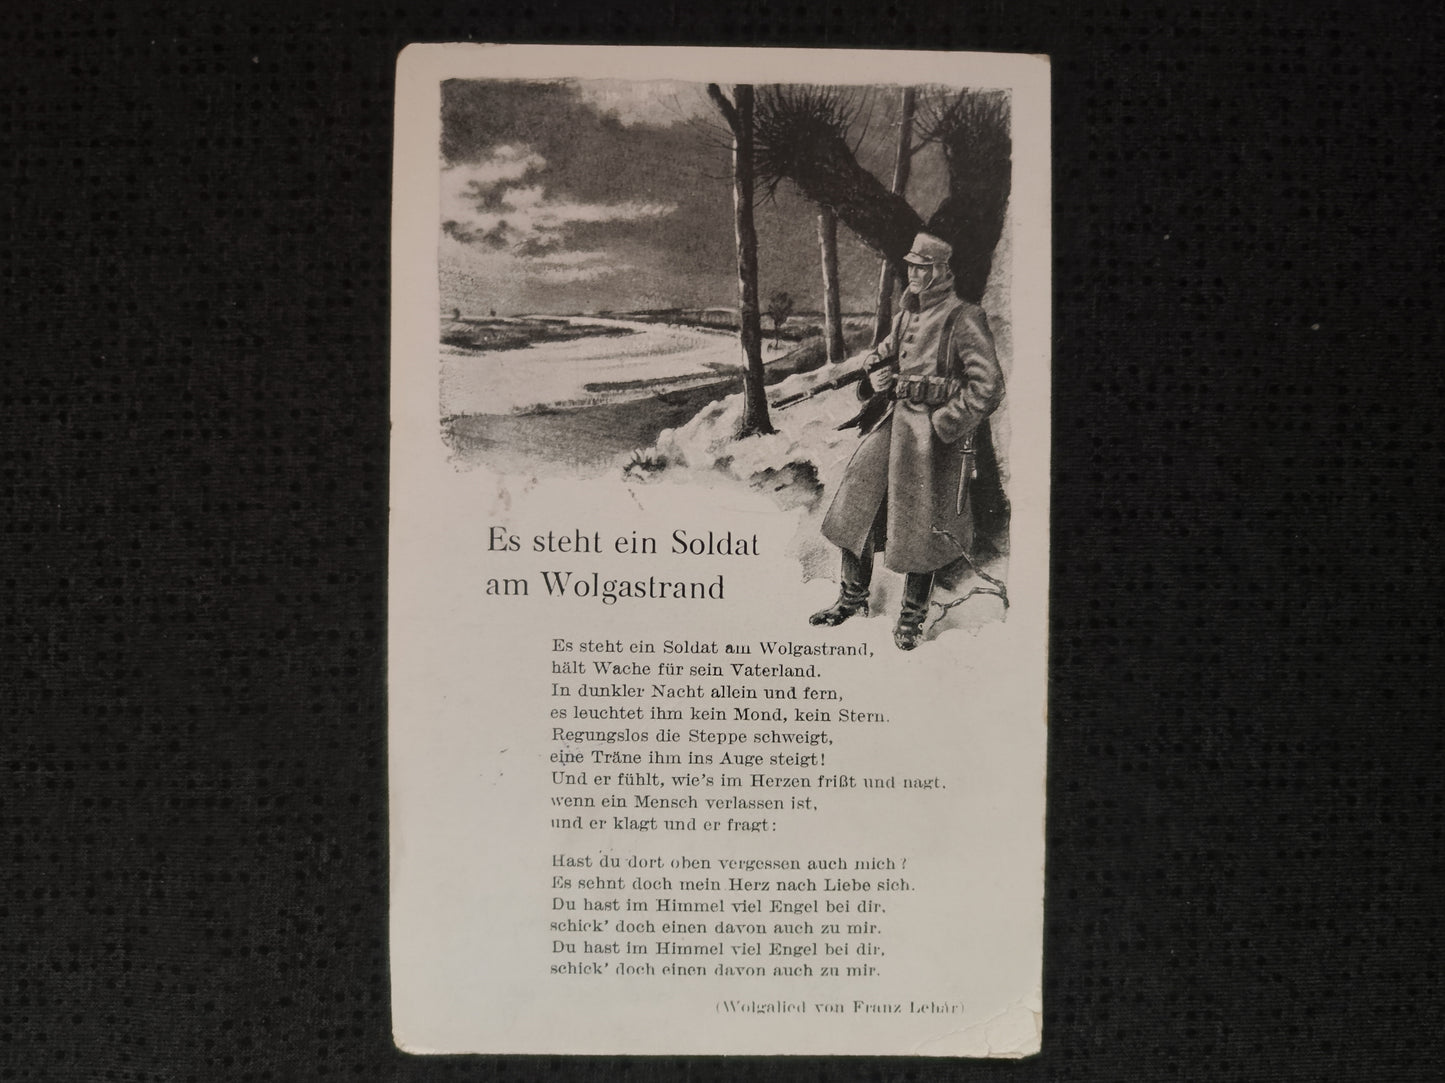 Es steht ein Soldat
am Wolgastrand
Es steht ein Soldat am Wolgastrand,
hält Wache für sein Vaterland.
In dunkler Nacht allein und fern,
es leuchtet ihm kein Mond, kein Stern.
Regungslos die Steppe schweigt,
eine Träne ihm ins Auge steigt!
Und er fühlt, wie's im Herzen frißt und nagt,
wenn ein Mensch verlassen ist,
und er klagt und er fragt:
Hast du dort oben vergessen auch mich?
Es sehnt doch mein Herz nach Liebe sich.
Du hast im Himmel viel Engel bei dir,
schick' doch einen davon auch zu mir.
Du hast im Himmel viel Engel bei dir,
schick' doch einen davon auch zu mir.
(Wolgalied von Franz Lehár)